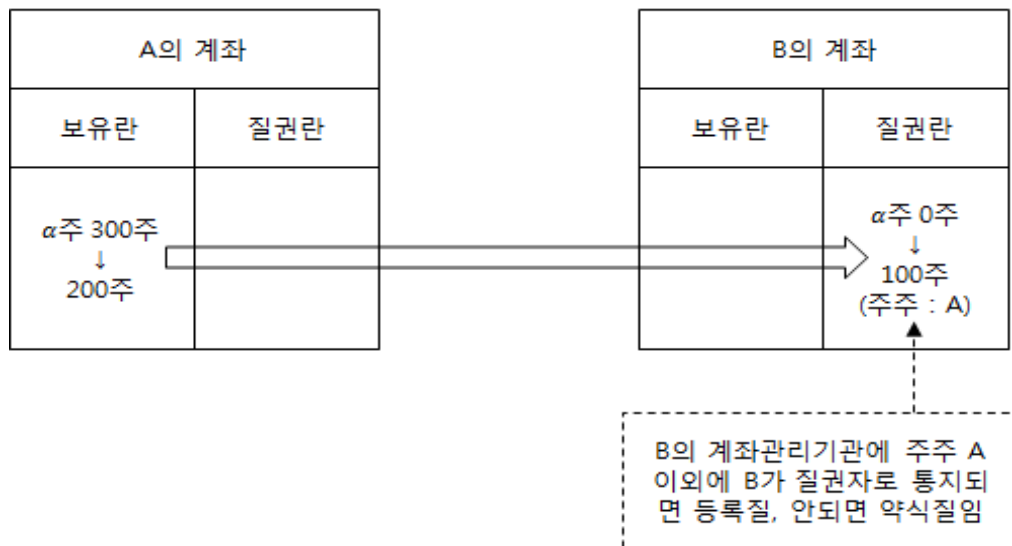 A의 계좌
B의 계좌
보유란
질권란
보유란
질권란
α주 300주
↓
200주
α주 0주
↓
100주
(주주 : A)
B의 계좌관리기관에 주주 A
이외에 B가 질권자로 통지되
면 등록질, 안되면 약식질임